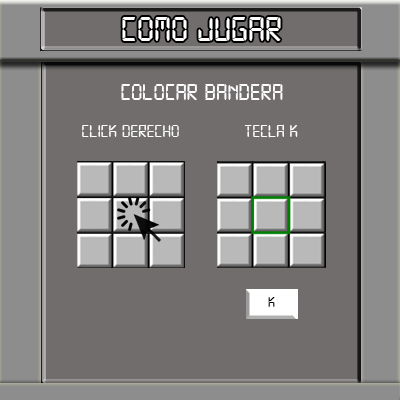 COMO JUGAR
COLOCAR BANDERA
CLICK DERECHO
TECLA K
K